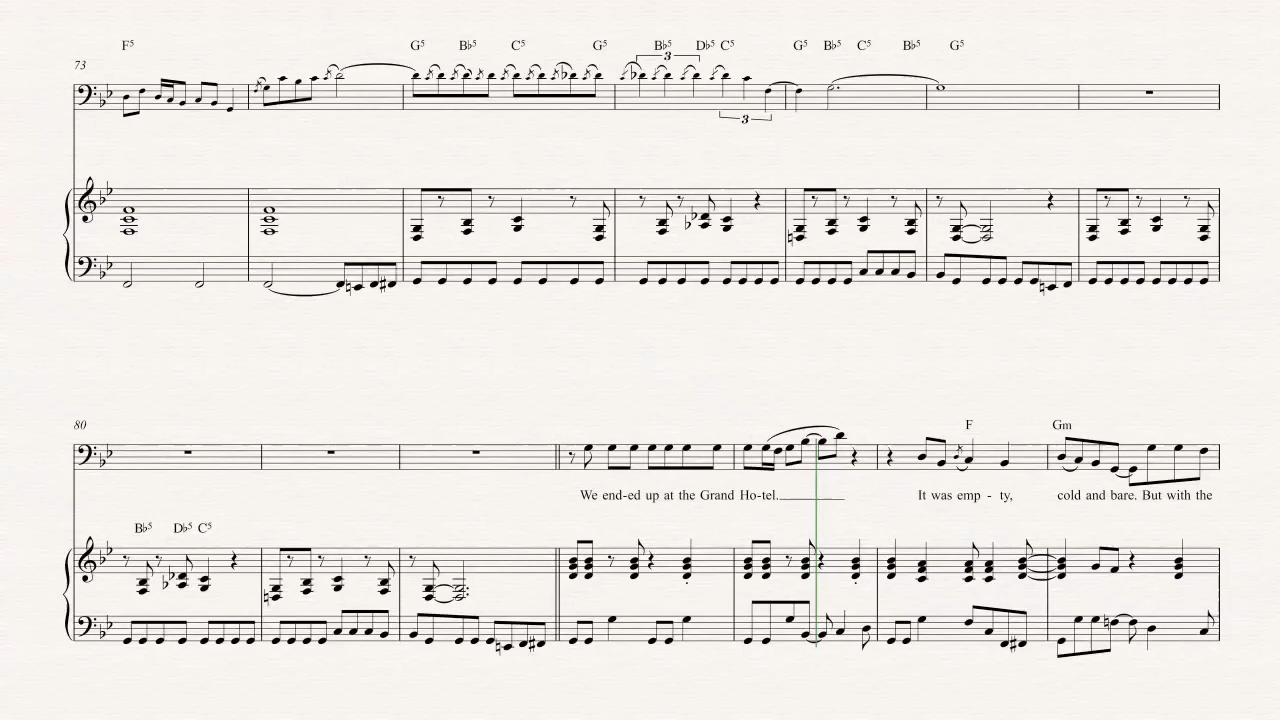 F5 G5 B♭5 C5 G5 B♭5 D♭5 C5 G5 B♭5 C5 B♭5 G5
73
3
3
80
F Gm
We end-ed up at the Grand Ho-tel. It was emp - ty, cold and bare. But with the
B♭5 D♭5 C5